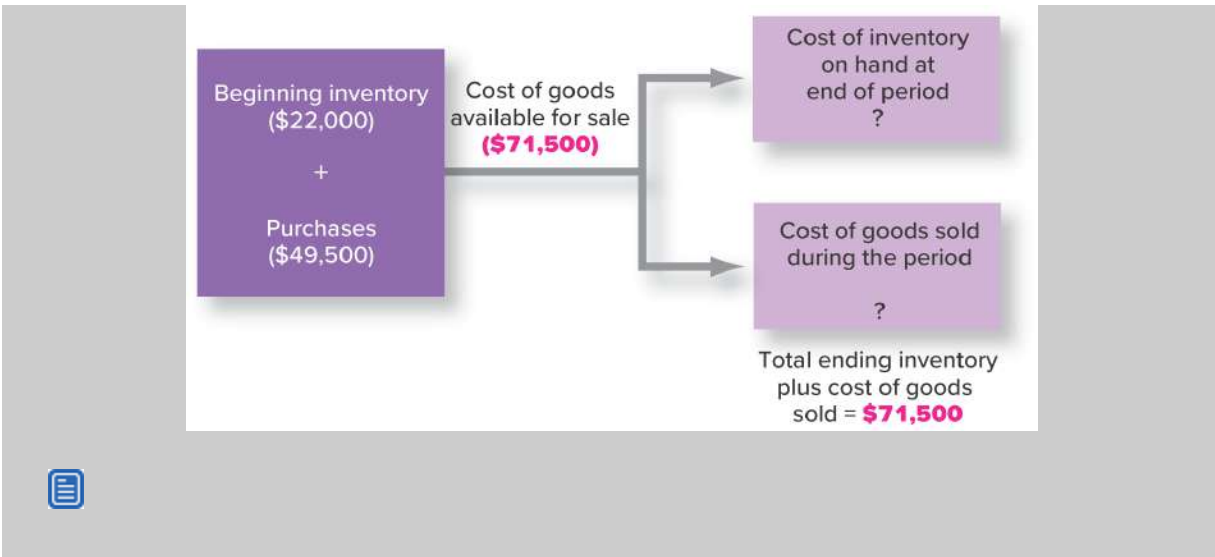 Beginning inventory
($22,000)
+
Purchases
($49,500)
Cost of goods
available for sale
($71,500)
Cost of inventory
on hand at
end of period
?
Cost of goods sold
during the period
?
Total ending inventory
plus cost of goods
sold = $71,500